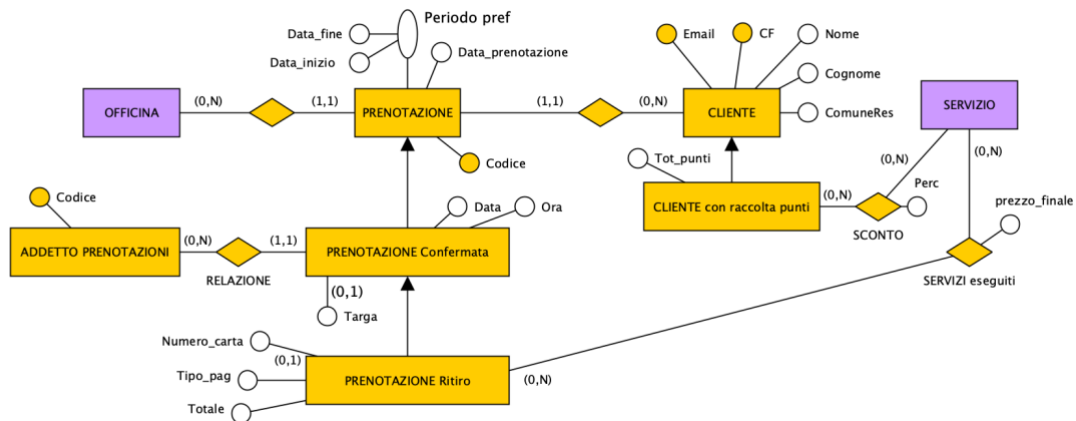 Periodo pref
Data_fine
Data_inizio
Data_prenotazione
Email
CF
Nome
Cognome
ComuneRes
OFFICINA
(0,N)
(1,1)
PRENOTAZIONE
(1,1)
(0,N)
CLIENTE
SERVIZIO
Codice
Tot_punti
(0,N)
(0,N)
Perc
CLIENTE con raccolta punti
(0,N)
SCONTO
prezzo_finale
SERVIZI eseguiti
Codice
Data
Ora
ADDETTO PRENOTAZIONI
(0,N)
(1,1)
RELAZIONE
PRENOTAZIONE Confermata
(0,1)
Targa
Numero_carta
(0,1)
Tipo_pag
Totale
PRENOTAZIONE Ritiro
(0,N)